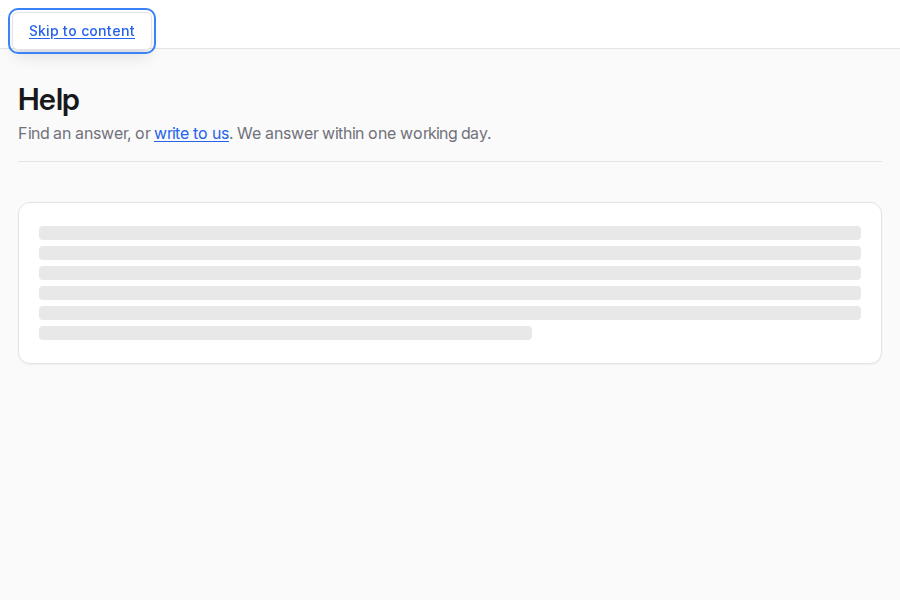 Skip to content
Help
Find an answer, or write to us. We answer within one working day.